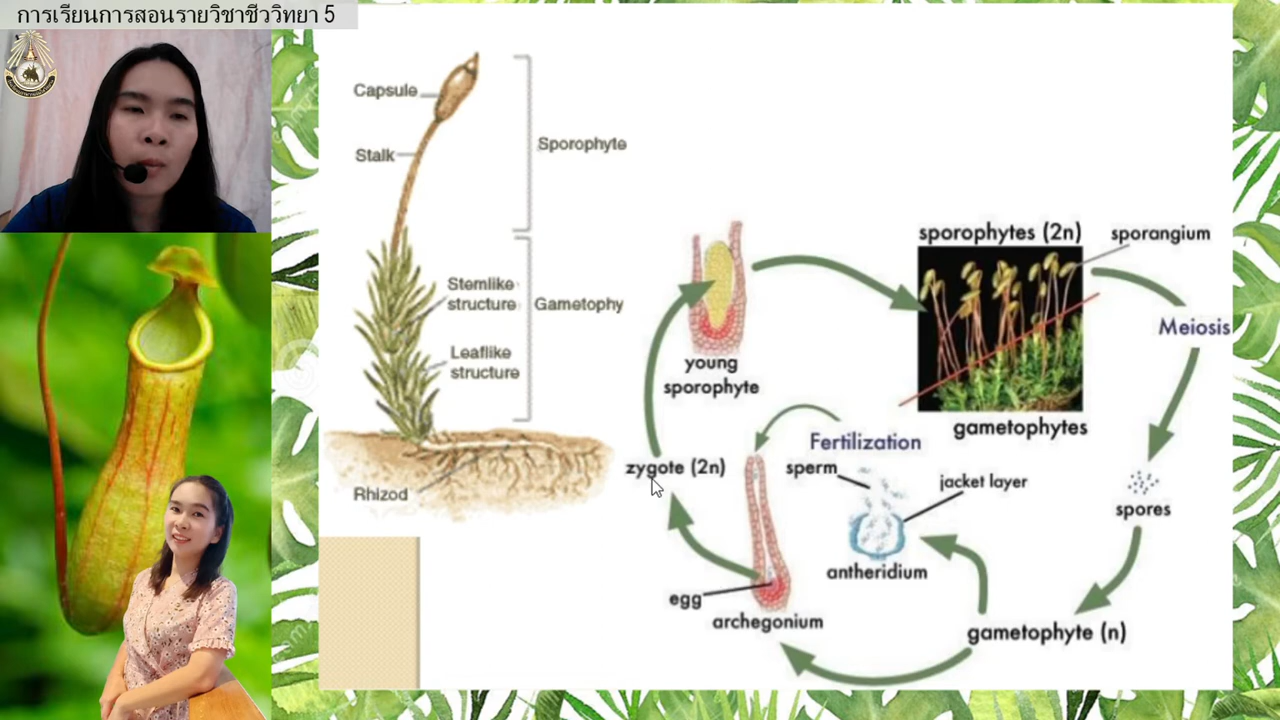 การเรียนการสอนรายวิชาชีววิทยา 5
Capsule
Stalk
Sporophyte
Stemlike
structure
Gametophy
Leaflike
structure
Rhizod
sporophytes (2n)
sporangium
Meiosis
gametophytes
young
sporophyte
Fertilization
zygote (2n)
sperm
jacket layer
spores
antheridium
egg
archegonium
gametophyte (n)